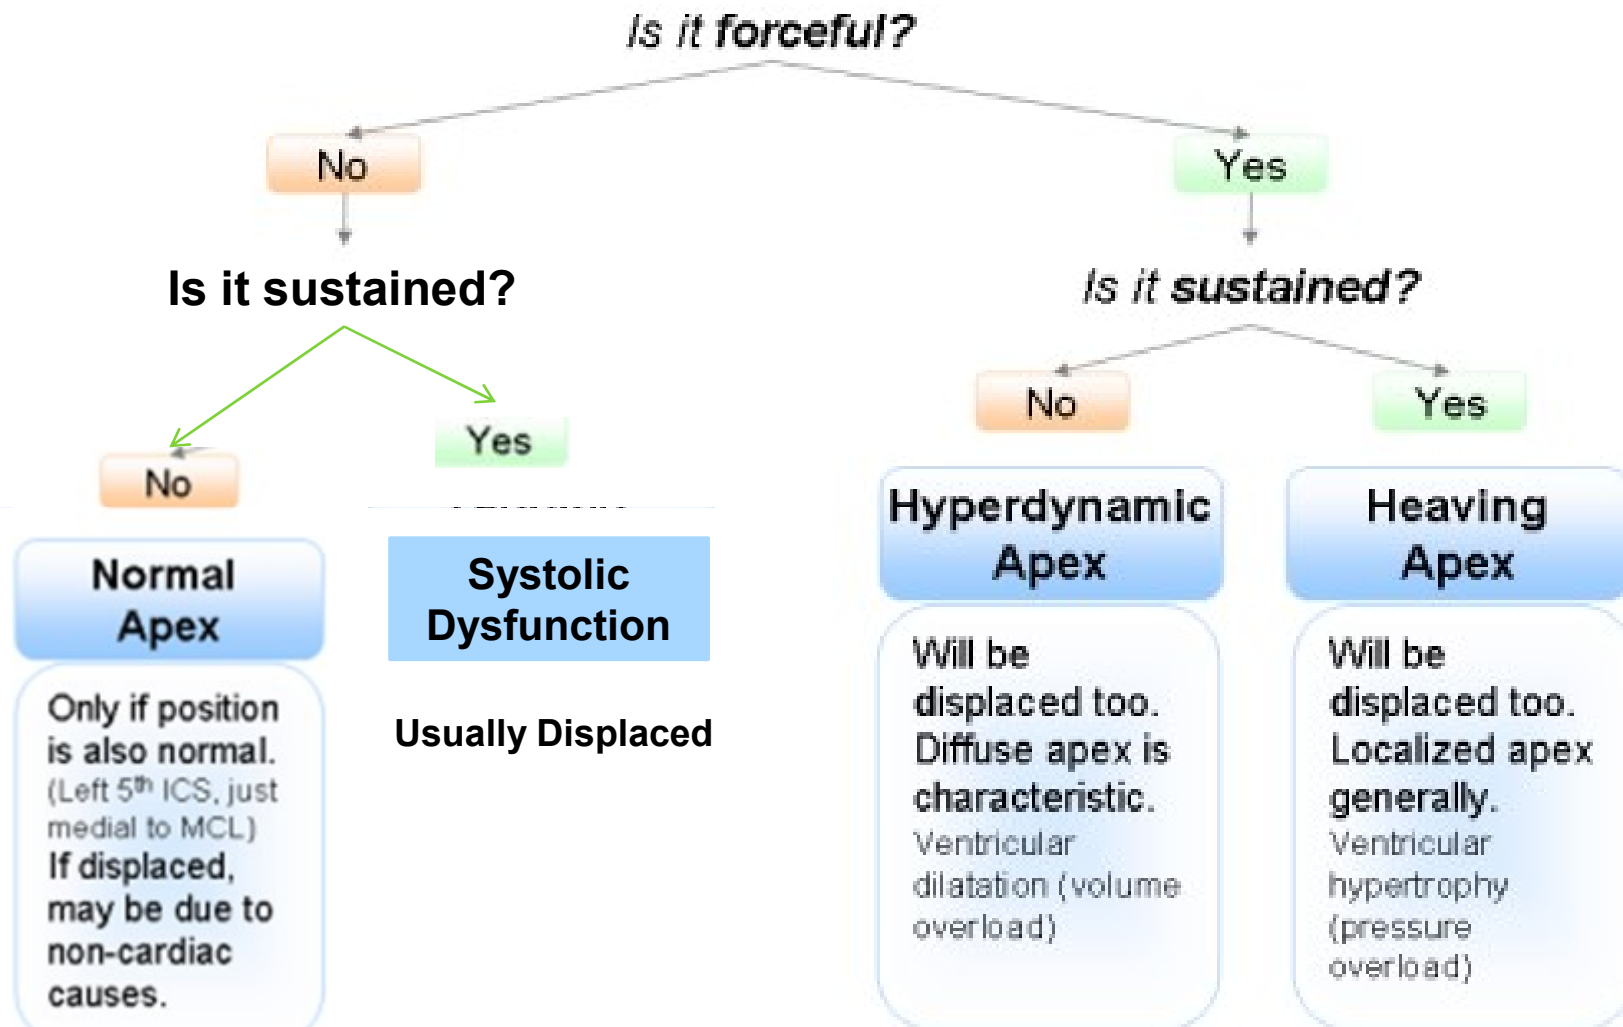 Is it forceful?
No
Yes
Is it sustained?
Is it sustained?
No
Yes
No
Yes
Normal
Apex
Systolic
Dysfunction
Hyperdynamic
Apex
Heaving
Apex
Only if position
is also normal.
(Left 5th ICS, just
medial to MCL)
If displaced,
may be due to
non-cardiac
causes.
Usually Displaced
Will be
displaced too.
Diffuse apex is
characteristic.
Ventricular
dilatation (volume
overload)
Will be
displaced too.
Localized apex
generally.
Ventricular
hypertrophy
(pressure
overload)